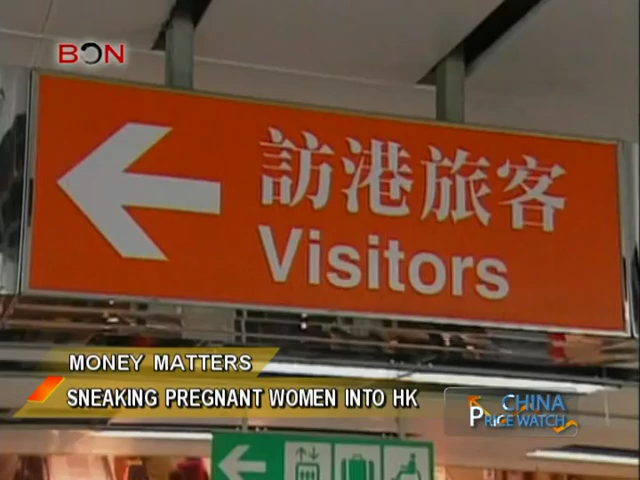 BON
訪港旅客
Visitors
MONEY MATTERS
SNEAKING PREGNANT WOMEN INTO HK
CHINA
PRICE WATCH